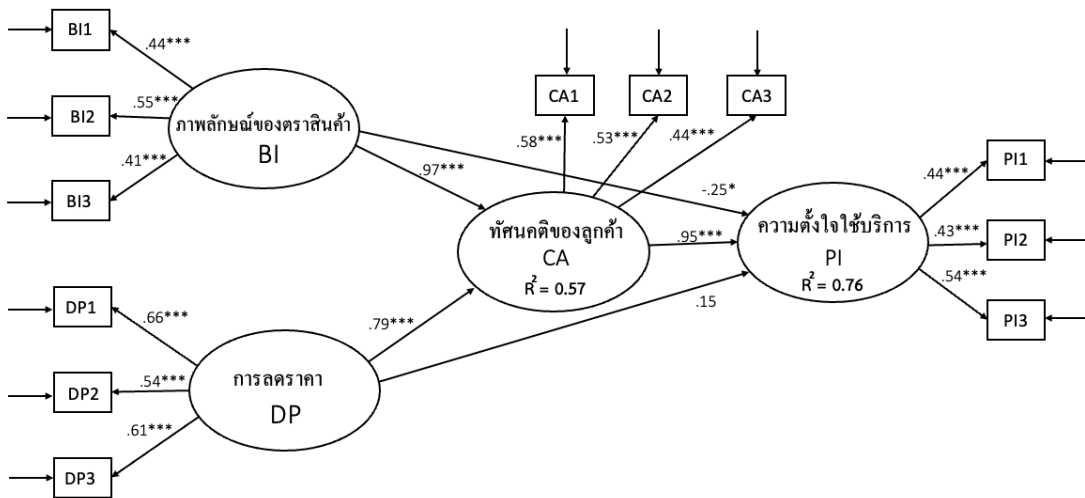 BI1
.44***
BI2
.55***
BI3
.41***
ภาพลักษณ์ของตราสินค้า
BI
CA1
CA2
CA3
.58***
.53***
.44***
.97***
-.25*
ทัศนคติของลูกค้า
CA
R² = 0.57
.95***
ความตั้งใจใช้บริการ
PI
R² = 0.76
PI1
.44***
PI2
.43***
PI3
.54***
DP1
.66***
DP2
.54***
DP3
.61***
การลดราคา
DP
.79***
.15